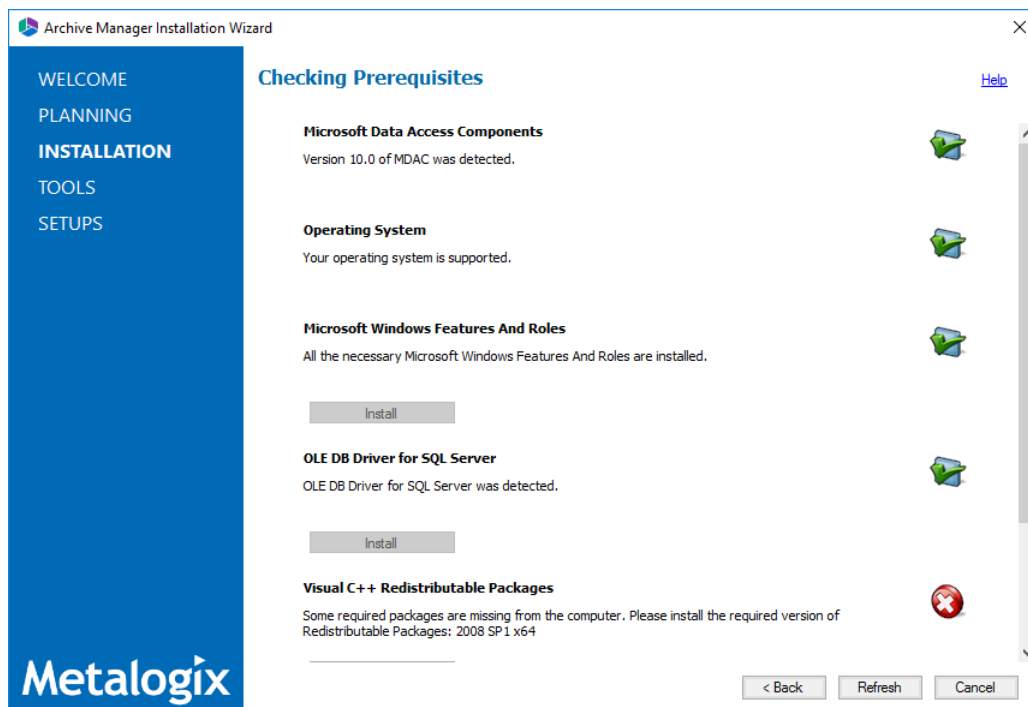 Archive Manager Installation Wizard
WELCOME
PLANNING
INSTALLATION
TOOLS
SETUPS
Metalogix
Checking Prerequisites
Help
Microsoft Data Access Components
Version 10.0 of MDAC was detected.
Operating System
Your operating system is supported.
Microsoft Windows Features And Roles
All the necessary Microsoft Windows Features And Roles are installed.
Install
OLE DB Driver for SQL Server
OLE DB Driver for SQL Server was detected.
Install
Visual C++ Redistributable Packages
Some required packages are missing from the computer. Please install the required version of
Redistributable Packages: 2008 SP1 x64
< Back
Refresh
Cancel